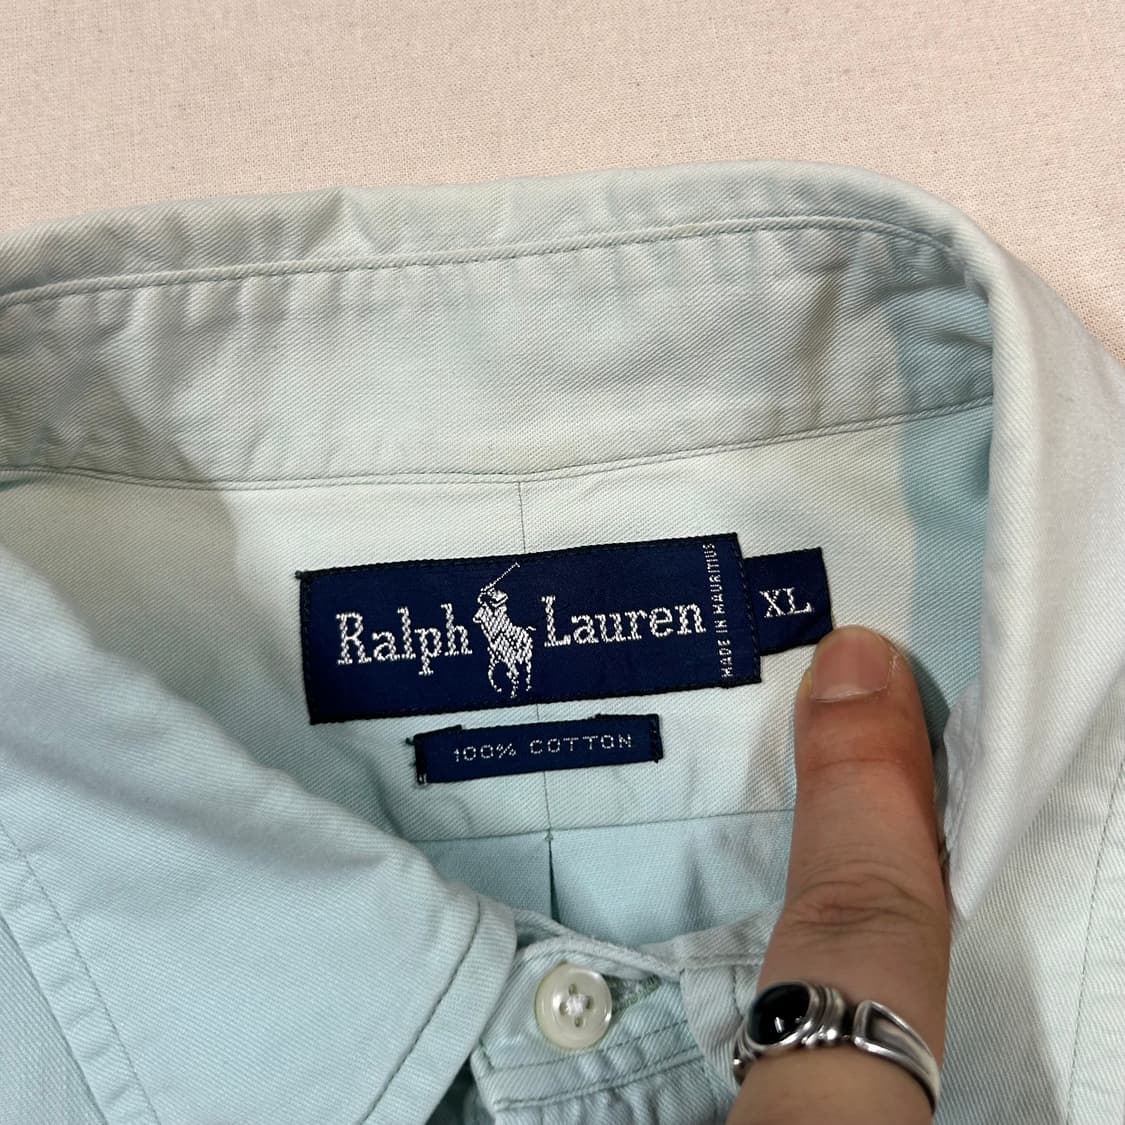 Ralph Lauren
MADE IN MAURITIUS
XL
100% COTTON